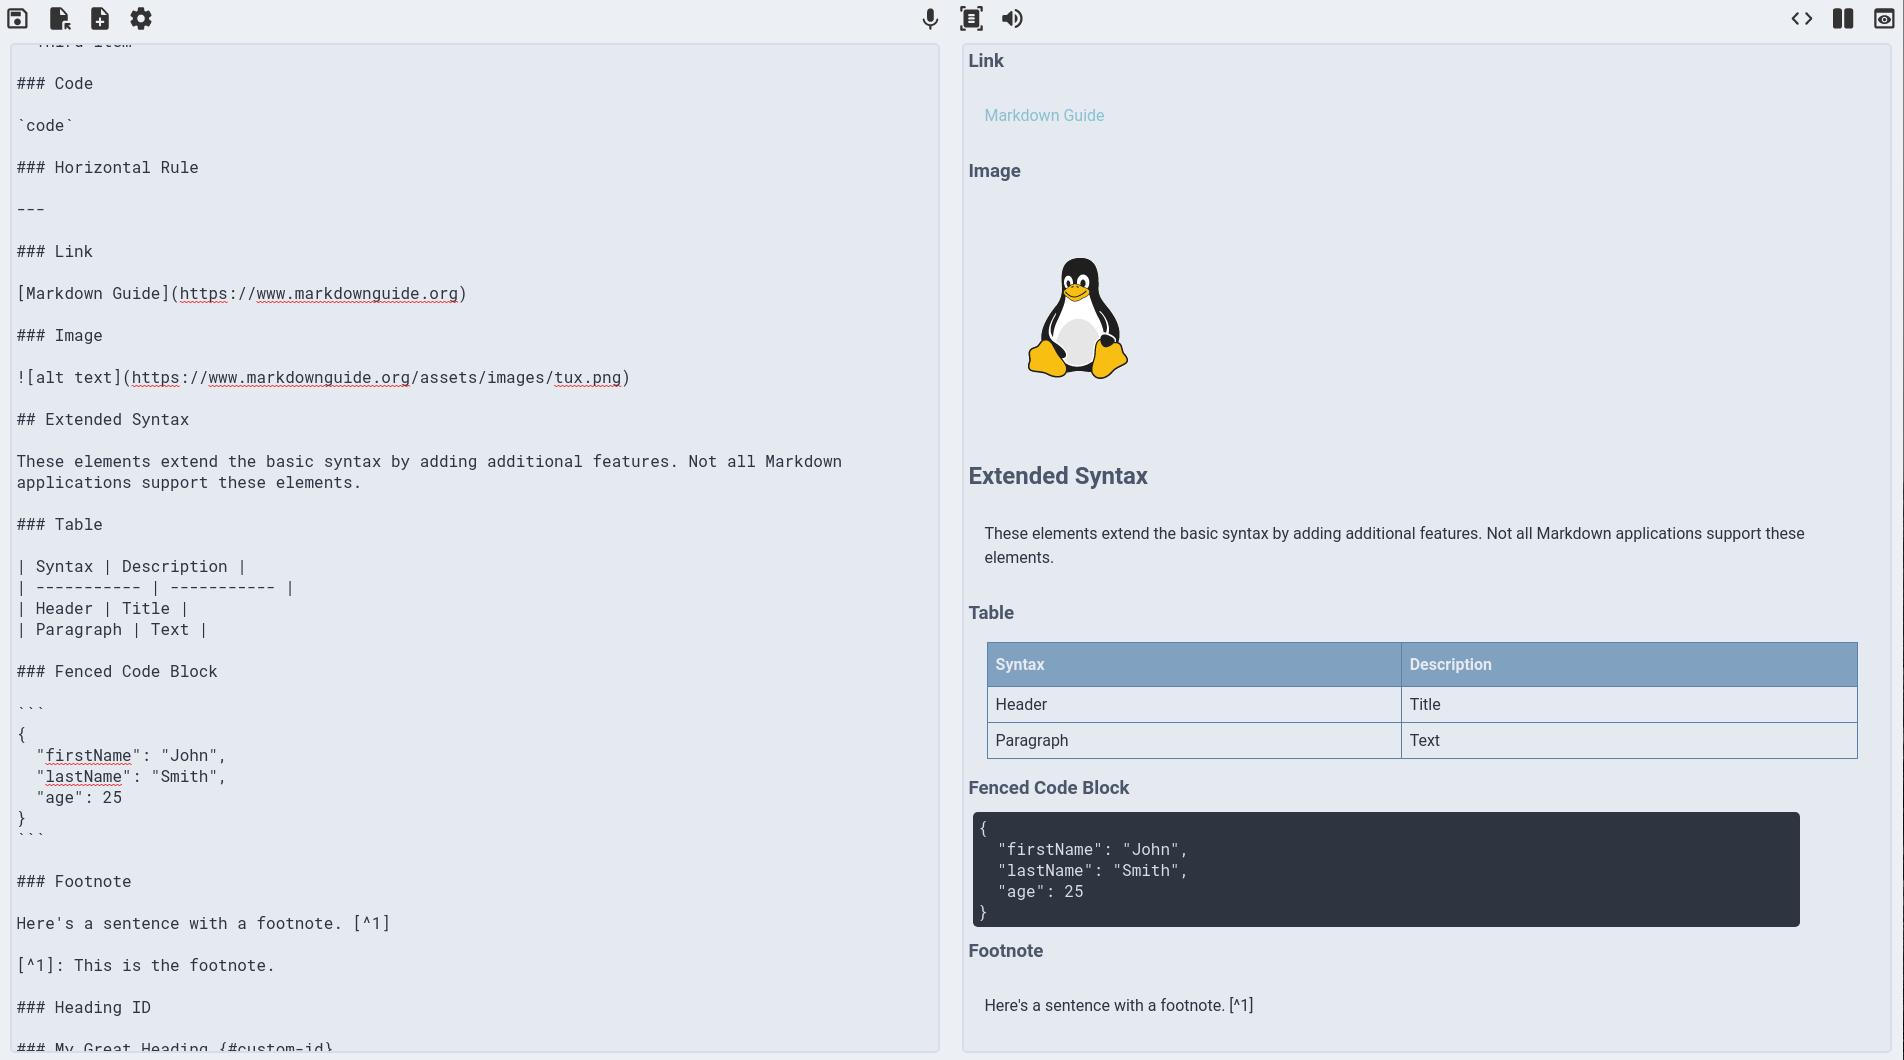 Third item
### Code
`code`
### Horizontal Rule
---
### Link
[Markdown Guide](https://www.markdownguide.org)
### Image
![alt text](https://www.markdownguide.org/assets/images/tux.png)
## Extended Syntax
These elements extend the basic syntax by adding additional features. Not all Markdown
applications support these elements.
### Table
| Syntax | Description |
| ----------- | ----------- |
| Header | Title |
| Paragraph | Text |
### Fenced Code Block
```
{
  "firstName": "John",
  "lastName": "Smith",
  "age": 25
}
```
### Footnote
Here's a sentence with a footnote. [^1]
[^1]: This is the footnote.
### Heading ID
### My Great Heading {#custom-id}
Link
Markdown Guide
Image
Extended Syntax
These elements extend the basic syntax by adding additional features. Not all Markdown applications support these
elements.
Table
Syntax Description
Header Title
Paragraph Text
Fenced Code Block
{
  "firstName": "John",
  "lastName": "Smith",
  "age": 25
}
Footnote
Here's a sentence with a footnote. [^1]